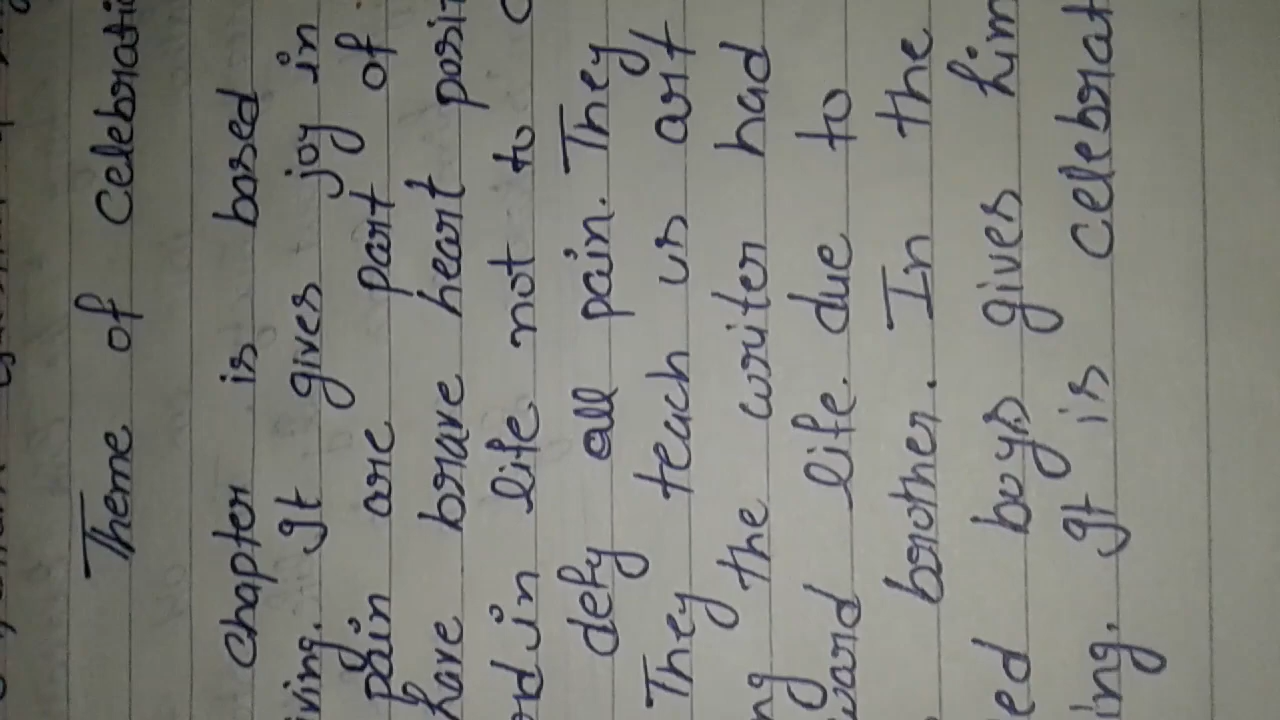 Theme of Celebrati
chapter is based
iving. It gives joy in
pain are part of
have brave heart posit
od in life not to
defy all pain. They
They teach us art
ng the writer had
ward life. due to
brother. In the
ed boys gives him
ing. It is celebrat